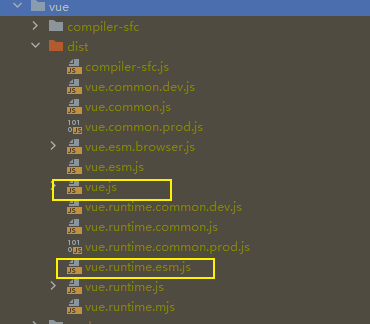 vue
compiler-sfc
dist
compiler-sfc.js
vue.common.dev.js
vue.common.js
vue.common.prod.js
vue.esm.browser.js
vue.esm.js
vue.js
vue.runtime.common.dev.js
vue.runtime.common.js
vue.runtime.common.prod.js
vue.runtime.esm.js
vue.runtime.js
vue.runtime.mjs